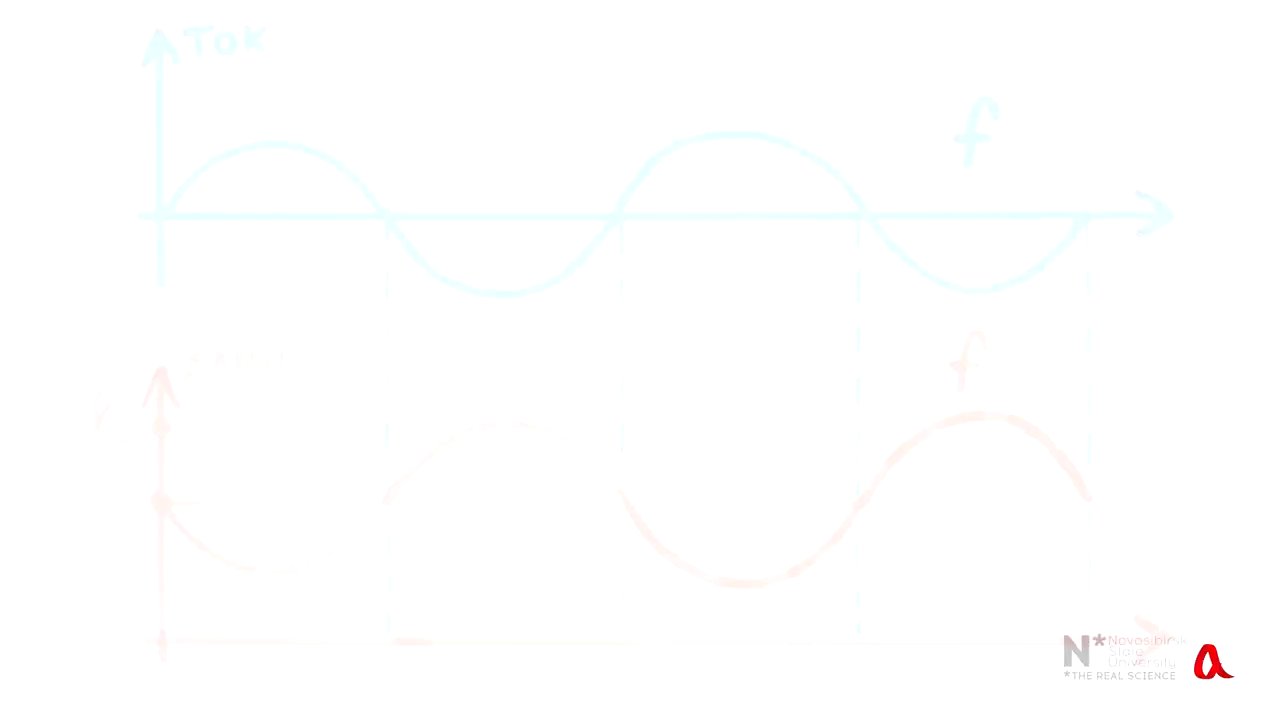 Ток
f
f
N* Novosibirsk
State
University
*THE REAL SCIENCE
a